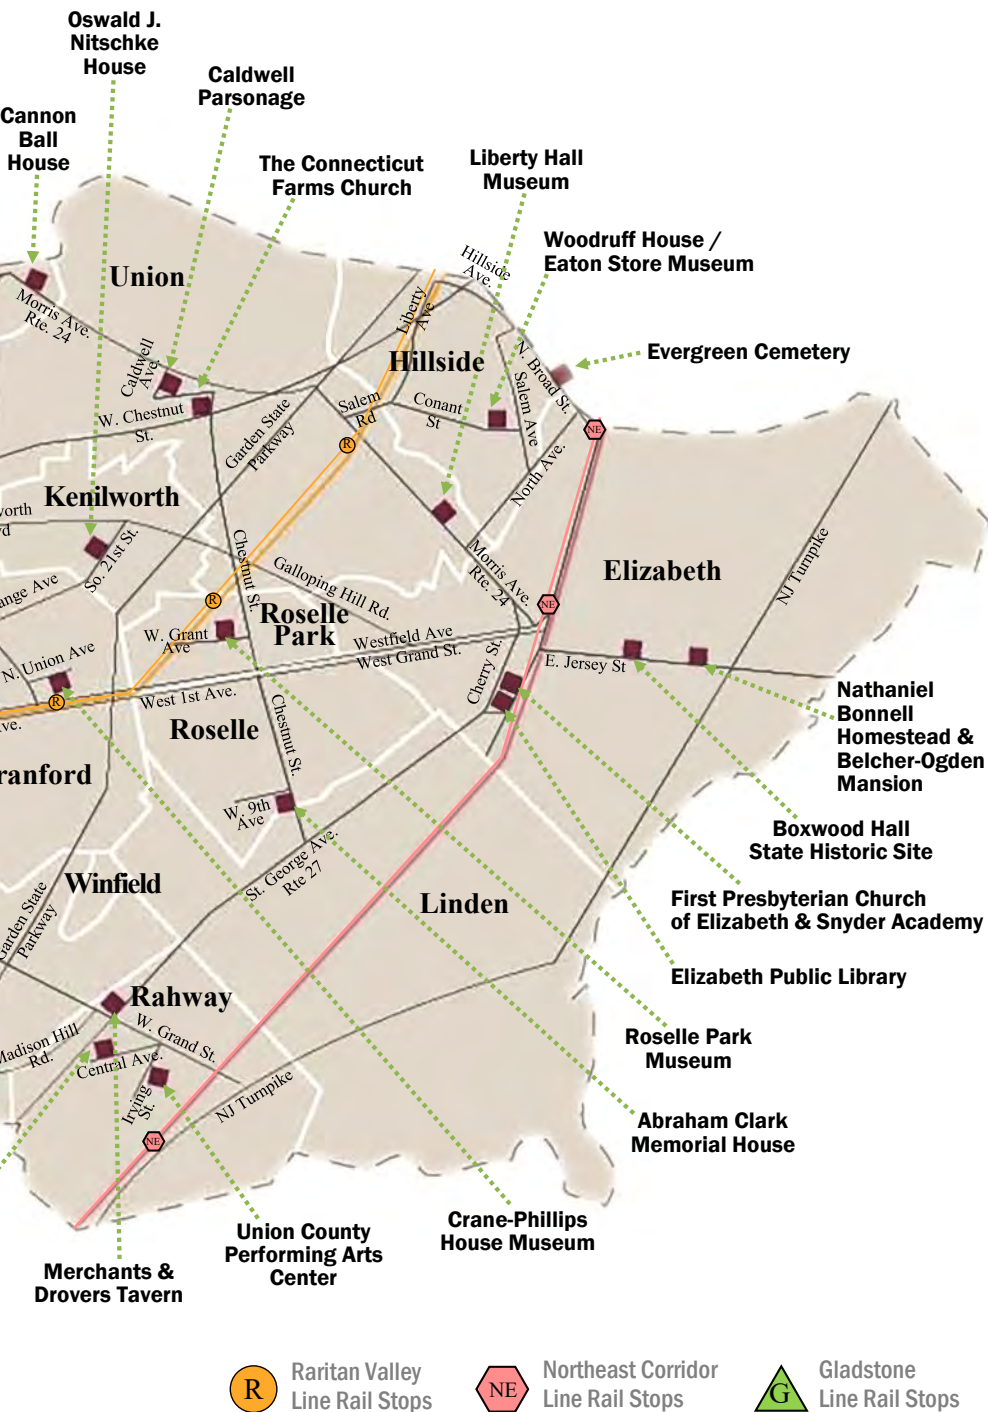 Oswald J.
Nitschke
House
Caldwell
Parsonage
Cannon
Ball
House
The Connecticut
Farms Church
Liberty Hall
Museum
Woodruff House /
Eaton Store Museum
Evergreen Cemetery
Union
Morris Ave.
Rte. 24
Caldwell
Ave.
W. Chestnut
St.
Garden State
Parkway
Liberty
Ave
Hillside
Ave.
Hillside
Salem
Rd
Conant
St
N. Broad St.
Salem Ave.
North Ave.
R
NE
Kenilworth
orth
d
So. 21st St.
ange Ave
Chestnut St.
Galloping Hill Rd.
Morris Ave.
Rte. 24
Elizabeth
NJ Turnpike
NE
R
Roselle
Park
W. Grant
Ave
Westfield Ave
West Grand St.
E. Jersey St
Cherry St.
N. Union Ave
R
West 1st Ave.
ve.
Roselle
Chestnut St.
ranford
W. 9th
Ave
St. George Ave.
Rte 27
Winfield
Garden State
Parkway
Linden
Rahway
W. Grand St.
Madison Hill
Rd.
Central Ave.
Irving
St.
NJ Turnpike
NE
Nathaniel
Bonnell
Homestead &
Belcher-Ogden
Mansion
Boxwood Hall
State Historic Site
First Presbyterian Church
of Elizabeth & Snyder Academy
Elizabeth Public Library
Roselle Park
Museum
Abraham Clark
Memorial House
Crane-Phillips
House Museum
Union County
Performing Arts
Center
Merchants &
Drovers Tavern
R
Raritan Valley
Line Rail Stops
NE
Northeast Corridor
Line Rail Stops
G
Gladstone
Line Rail Stops